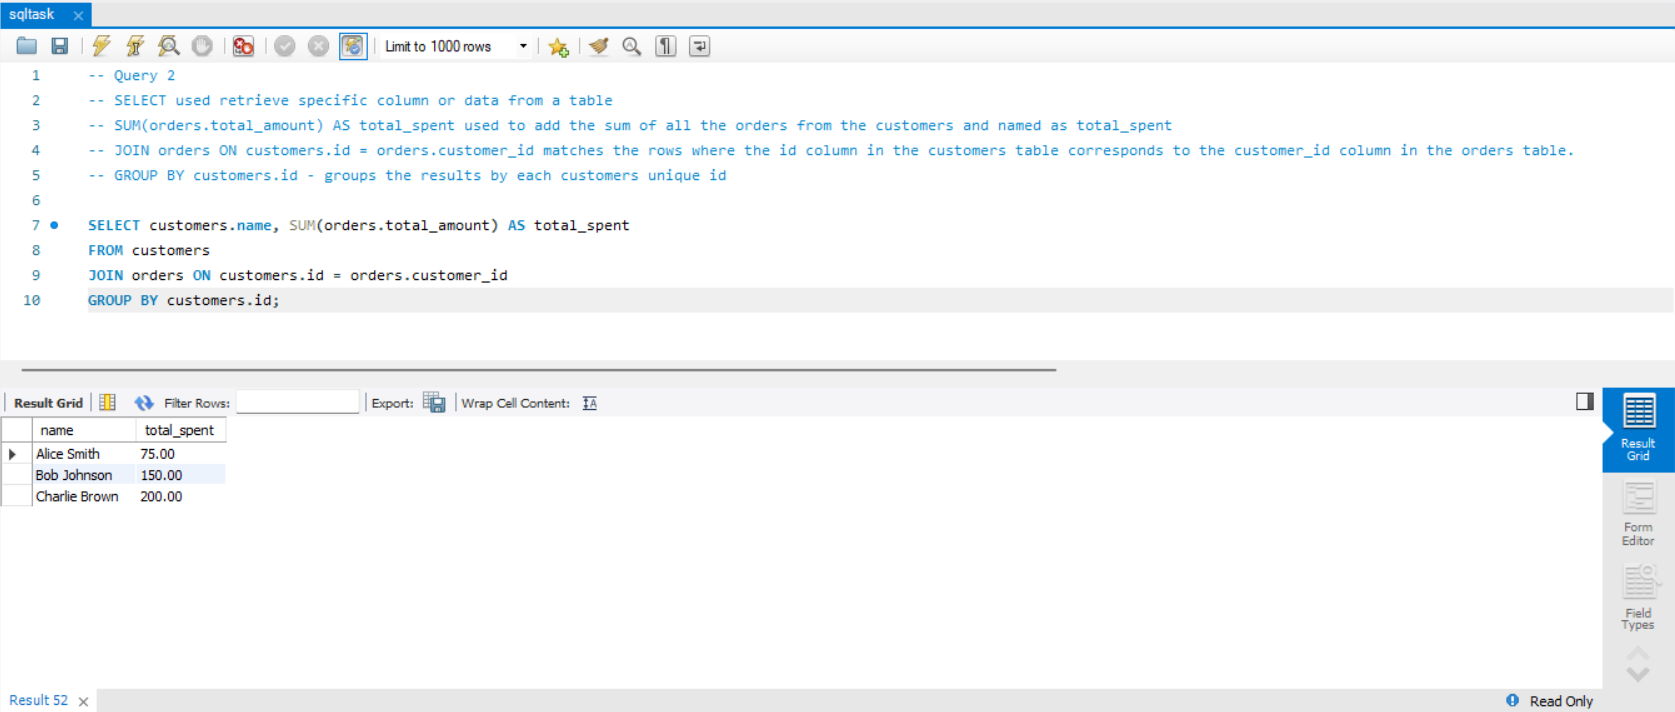 sqltask
Limit to 1000 rows
1 -- Query 2
2 -- SELECT used retrieve specific column or data from a table
3 -- SUM(orders.total_amount) AS total_spent used to add the sum of all the orders from the customers and named as total_spent
4 -- JOIN orders ON customers.id = orders.customer_id matches the rows where the id column in the customers table corresponds to the customer_id column in the orders table.
5 -- GROUP BY customers.id - groups the results by each customers unique id
6
7 SELECT customers.name, SUM(orders.total_amount) AS total_spent
8 FROM customers
9 JOIN orders ON customers.id = orders.customer_id
10 GROUP BY customers.id;
Result Grid Filter Rows: Export: Wrap Cell Content:
name total_spent
Alice Smith 75.00
Bob Johnson 150.00
Charlie Brown 200.00
Result
Grid
Form
Editor
Field
Types
Result 52 Read Only